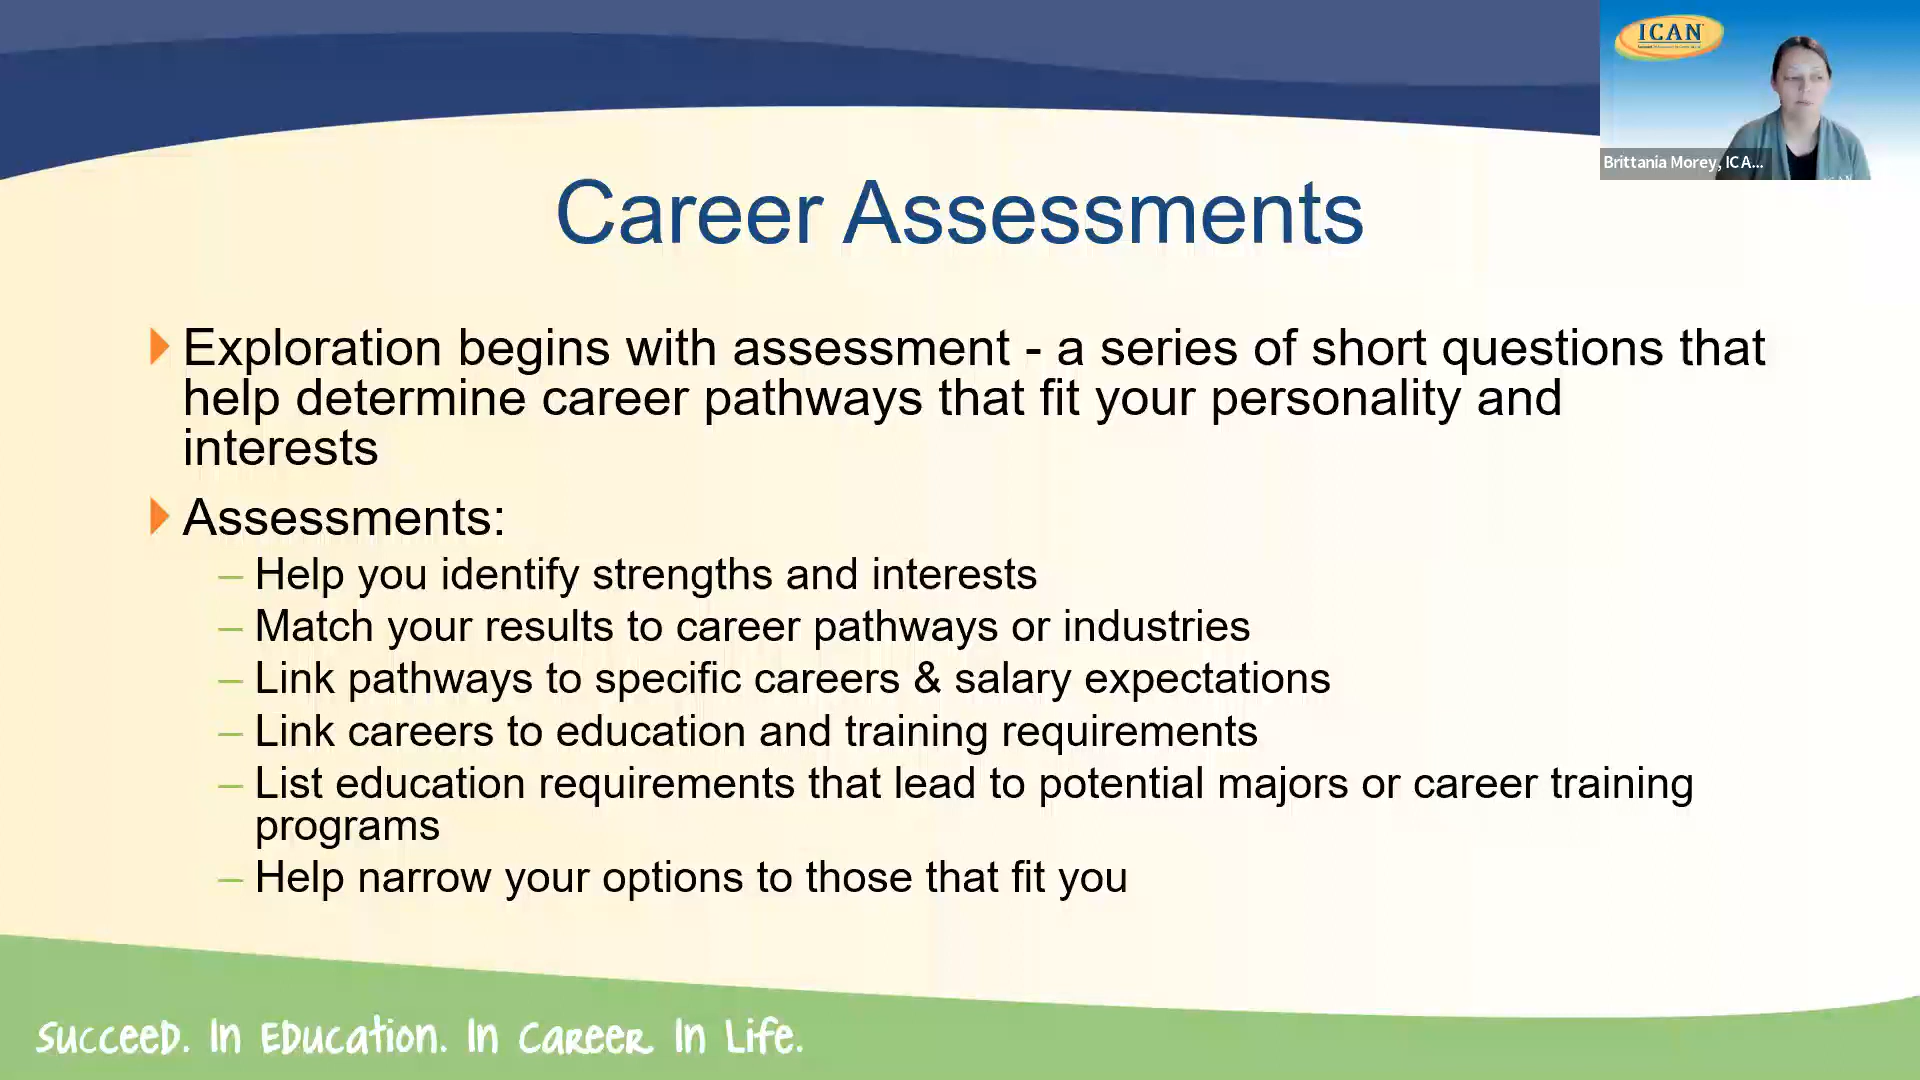 ICAN
Brittania Morey, ICA...
Career Assessments
Exploration begins with assessment - a series of short questions that
help determine career pathways that fit your personality and
interests
Assessments:
– Help you identify strengths and interests
– Match your results to career pathways or industries
– Link pathways to specific careers & salary expectations
– Link careers to education and training requirements
– List education requirements that lead to potential majors or career training
programs
– Help narrow your options to those that fit you
Succeed. In Education. In Career. In Life.